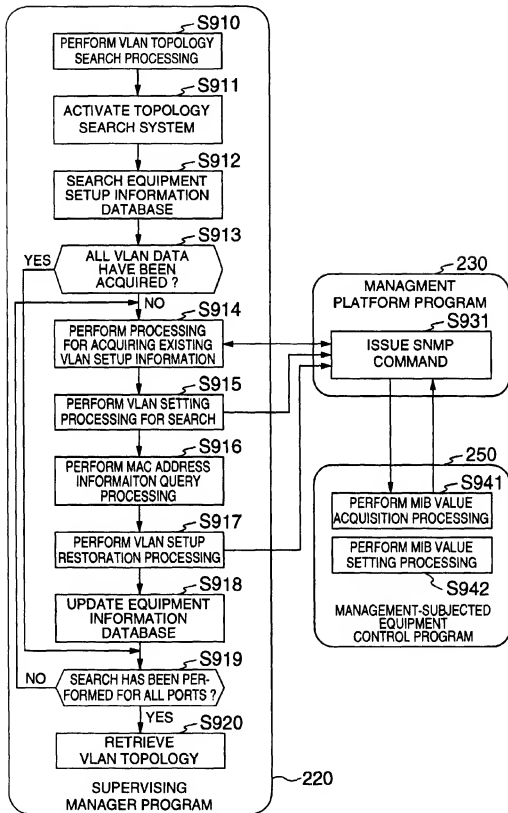 S910
PERFORM VLAN TOPOLOGY
SEARCH PROCESSING
S911
ACTIVATE TOPOLOGY
SEARCH SYSTEM
S912
SEARCH EQUIPMENT
SETUP INFORMATION
DATABASE
S913
YES
ALL VLAN DATA
HAVE BEEN
ACQUIRED ?
NO
S914
PERFORM PROCESSING
FOR ACQUIRING EXISTING
VLAN SETUP INFORMATION
S915
PERFORM VLAN SETTING
PROCESSING FOR SEARCH
S916
PERFORM MAC ADDRESS
INFORMAITON QUERY
PROCESSING
S917
PERFORM VLAN SETUP
RESTORATION PROCESSING
S918
UPDATE EQUIPMENT
INFORMATION
DATABASE
S919
NO
SEARCH HAS BEEN PER-
FORMED FOR ALL PORTS ?
YES
S920
RETRIEVE
VLAN TOPOLOGY
SUPERVISING
MANAGER PROGRAM
220
230
MANAGMENT
PLATFORM PROGRAM
S931
ISSUE SNMP
COMMAND
250
S941
PERFORM MIB VALUE
ACQUISITION PROCESSING
PERFORM MIB VALUE
SETTING PROCESSING
S942
MANAGEMENT-SUBJECTED
EQUIPMENT
CONTROL PROGRAM